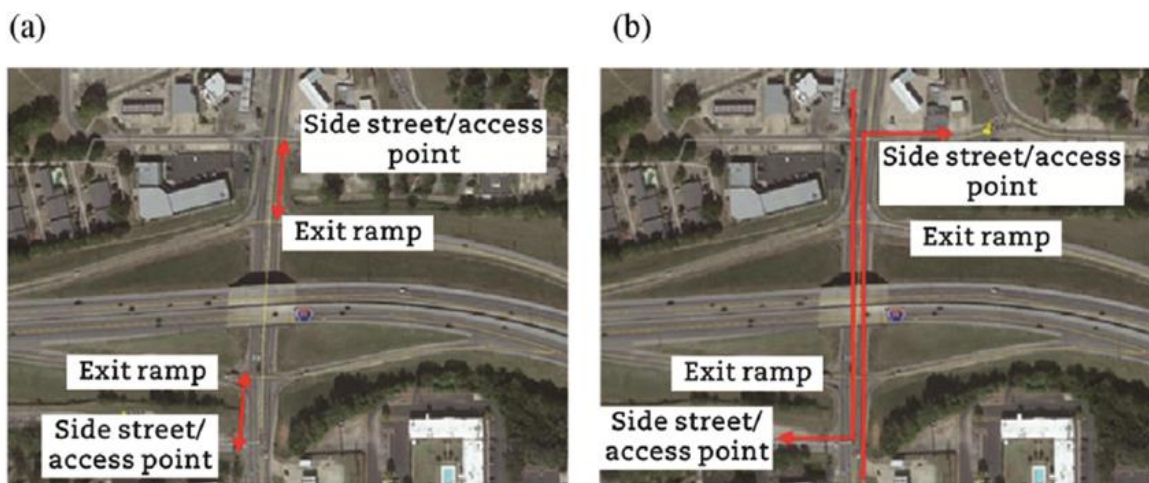 (a)
(b)
Side street/access
point
Exit ramp
Exit ramp
Side street/
access point
Side street/access
point
Exit ramp
Exit ramp
Side street/
access point